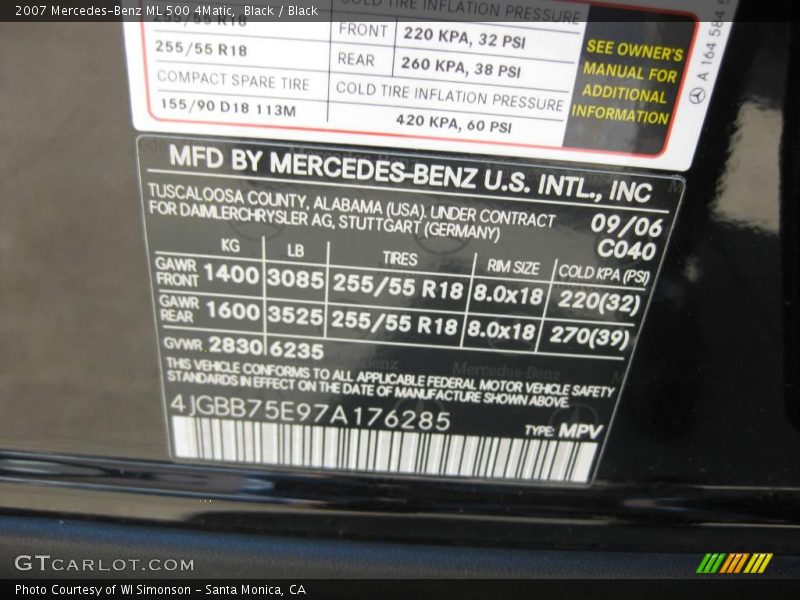 2007 Mercedes-Benz ML 500 4Matic, Black / Black
255/55 R18
COLD TIRE INFLATION PRESSURE
FRONT 220 KPA, 32 PSI
255/55 R18
REAR 260 KPA, 38 PSI
COMPACT SPARE TIRE
COLD TIRE INFLATION PRESSURE
155/90 D18 113M
420 KPA, 60 PSI
SEE OWNER'S
MANUAL FOR
ADDITIONAL
INFORMATION
A 164 584 5
MFD BY MERCEDES-BENZ U.S. INTL., INC
TUSCALOOSA COUNTY, ALABAMA (USA). UNDER CONTRACT
FOR DAIMLERCHRYSLER AG, STUTTGART (GERMANY)
09/06
C040
KG LB TIRES RIM SIZE COLD KPA (PSI)
GAWR
FRONT 1400 3085 255/55 R18 8.0x18 220(32)
GAWR
REAR 1600 3525 255/55 R18 8.0x18 270(39)
GVWR 2830 6235
THIS VEHICLE CONFORMS TO ALL APPLICABLE FEDERAL MOTOR VEHICLE SAFETY
STANDARDS IN EFFECT ON THE DATE OF MANUFACTURE SHOWN ABOVE.
4JGBB75E97A176285
TYPE: MPV
GTCARLOT.COM
Photo Courtesy of WI Simonson - Santa Monica, CA